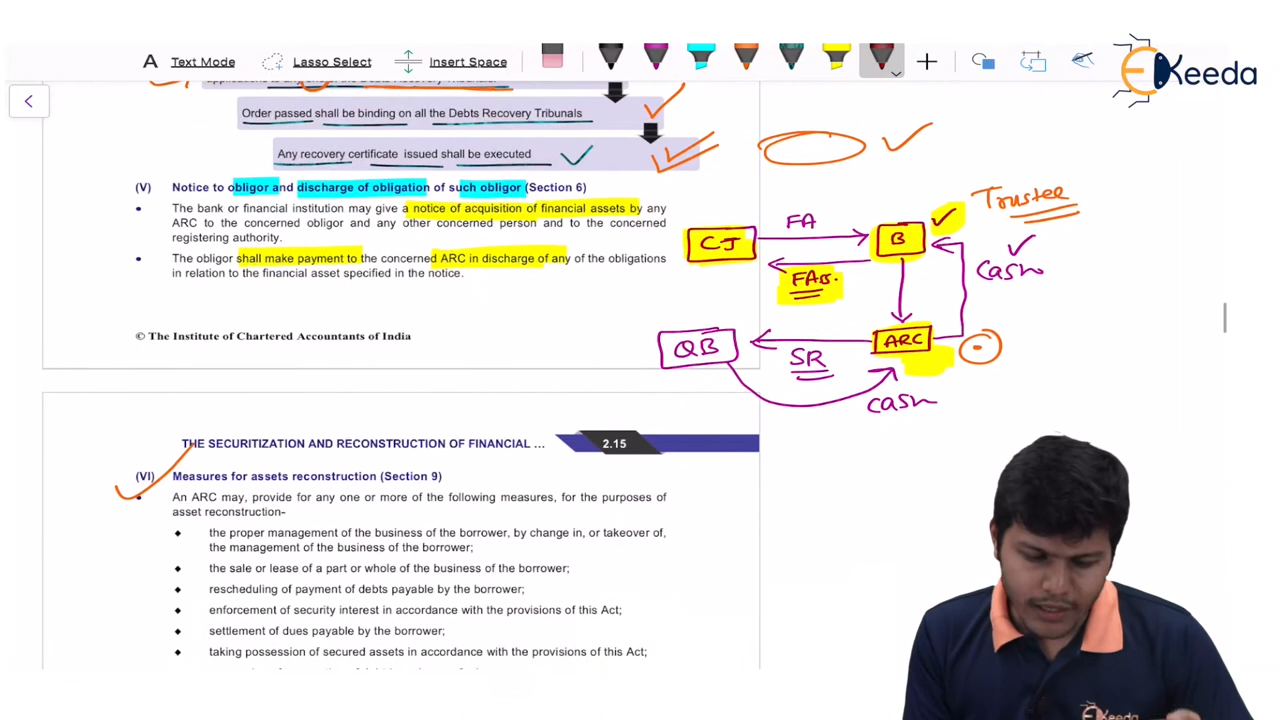 Text Mode
Lasso Select
Insert Space
Ekeeda
applications to any one of the Debts Recovery Tribunals.
Order passed shall be binding on all the Debts Recovery Tribunals
Any recovery certificate issued shall be executed
(V) Notice to obligor and discharge of obligation of such obligor (Section 6)
• The bank or financial institution may give a notice of acquisition of financial assets by any
ARC to the concerned obligor and any other concerned person and to the concerned
registering authority.
• The obligor shall make payment to the concerned ARC in discharge of any of the obligations
in relation to the financial asset specified in the notice.
© The Institute of Chartered Accountants of India
Trustee
FA
CJ
B
Cash
FAB.
QB
SR
ARC
Cash
THE SECURITIZATION AND RECONSTRUCTION OF FINANCIAL ...
2.15
(VI) Measures for assets reconstruction (Section 9)
• An ARC may, provide for any one or more of the following measures, for the purposes of
asset reconstruction-
♦ the proper management of the business of the borrower, by change in, or takeover of,
the management of the business of the borrower;
♦ the sale or lease of a part or whole of the business of the borrower;
♦ rescheduling of payment of debts payable by the borrower;
♦ enforcement of security interest in accordance with the provisions of this Act;
♦ settlement of dues payable by the borrower;
♦ taking possession of secured assets in accordance with the provisions of this Act;
Keeda